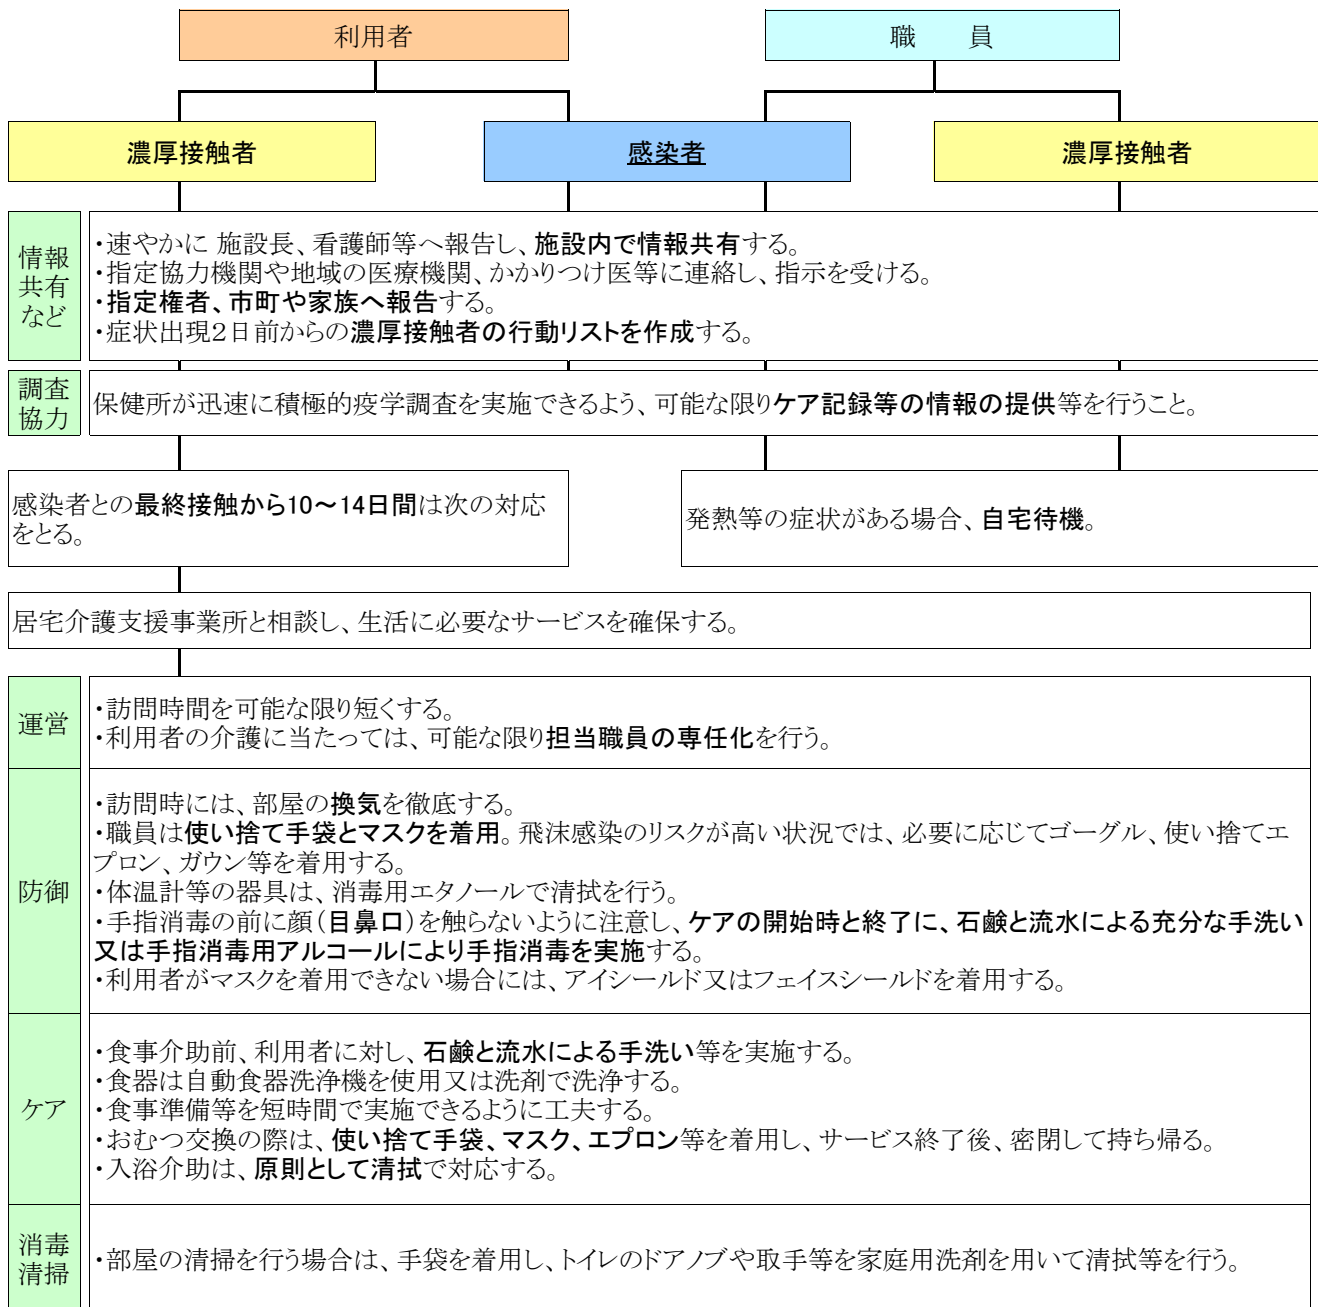 利用者
職　員
濃厚接触者
感染者
濃厚接触者
情報
共有
など
・速やかに 施設長、看護師等へ報告し、施設内で情報共有する。
・指定協力機関や地域の医療機関、かかりつけ医等に連絡し、指示を受ける。
・指定権者、市町や家族へ報告する。
・症状出現2日前からの濃厚接触者の行動リストを作成する。
調査
協力
保健所が迅速に積極的疫学調査を実施できるよう、可能な限りケア記録等の情報の提供等を行うこと。
感染者との最終接触から10～14日間は次の対応
をとる。
発熱等の症状がある場合、自宅待機。
居宅介護支援事業所と相談し、生活に必要なサービスを確保する。
運営
・訪問時間を可能な限り短くする。
・利用者の介護に当たっては、可能な限り担当職員の専任化を行う。
防御
・訪問時には、部屋の換気を徹底する。
・職員は使い捨て手袋とマスクを着用。飛沫感染のリスクが高い状況では、必要に応じてゴーグル、使い捨てエ
プロン、ガウン等を着用する。
・体温計等の器具は、消毒用エタノールで清拭を行う。
・手指消毒の前に顔（目鼻口）を触らないように注意し、ケアの開始時と終了に、石鹸と流水による充分な手洗い
又は手指消毒用アルコールにより手指消毒を実施する。
・利用者がマスクを着用できない場合には、アイシールド又はフェイスシールドを着用する。
ケア
・食事介助前、利用者に対し、石鹸と流水による手洗い等を実施する。
・食器は自動食器洗浄機を使用又は洗剤で洗浄する。
・食事準備等を短時間で実施できるように工夫する。
・おむつ交換の際は、使い捨て手袋、マスク、エプロン等を着用し、サービス終了後、密閉して持ち帰る。
・入浴介助は、原則として清拭で対応する。
消毒
清掃
・部屋の清掃を行う場合は、手袋を着用し、トイレのドアノブや取手等を家庭用洗剤を用いて清拭等を行う。